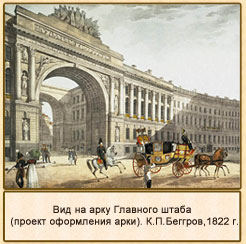 Вид на арку Главного штаба
(проект оформления арки). К.П.Беггров,1822 г.